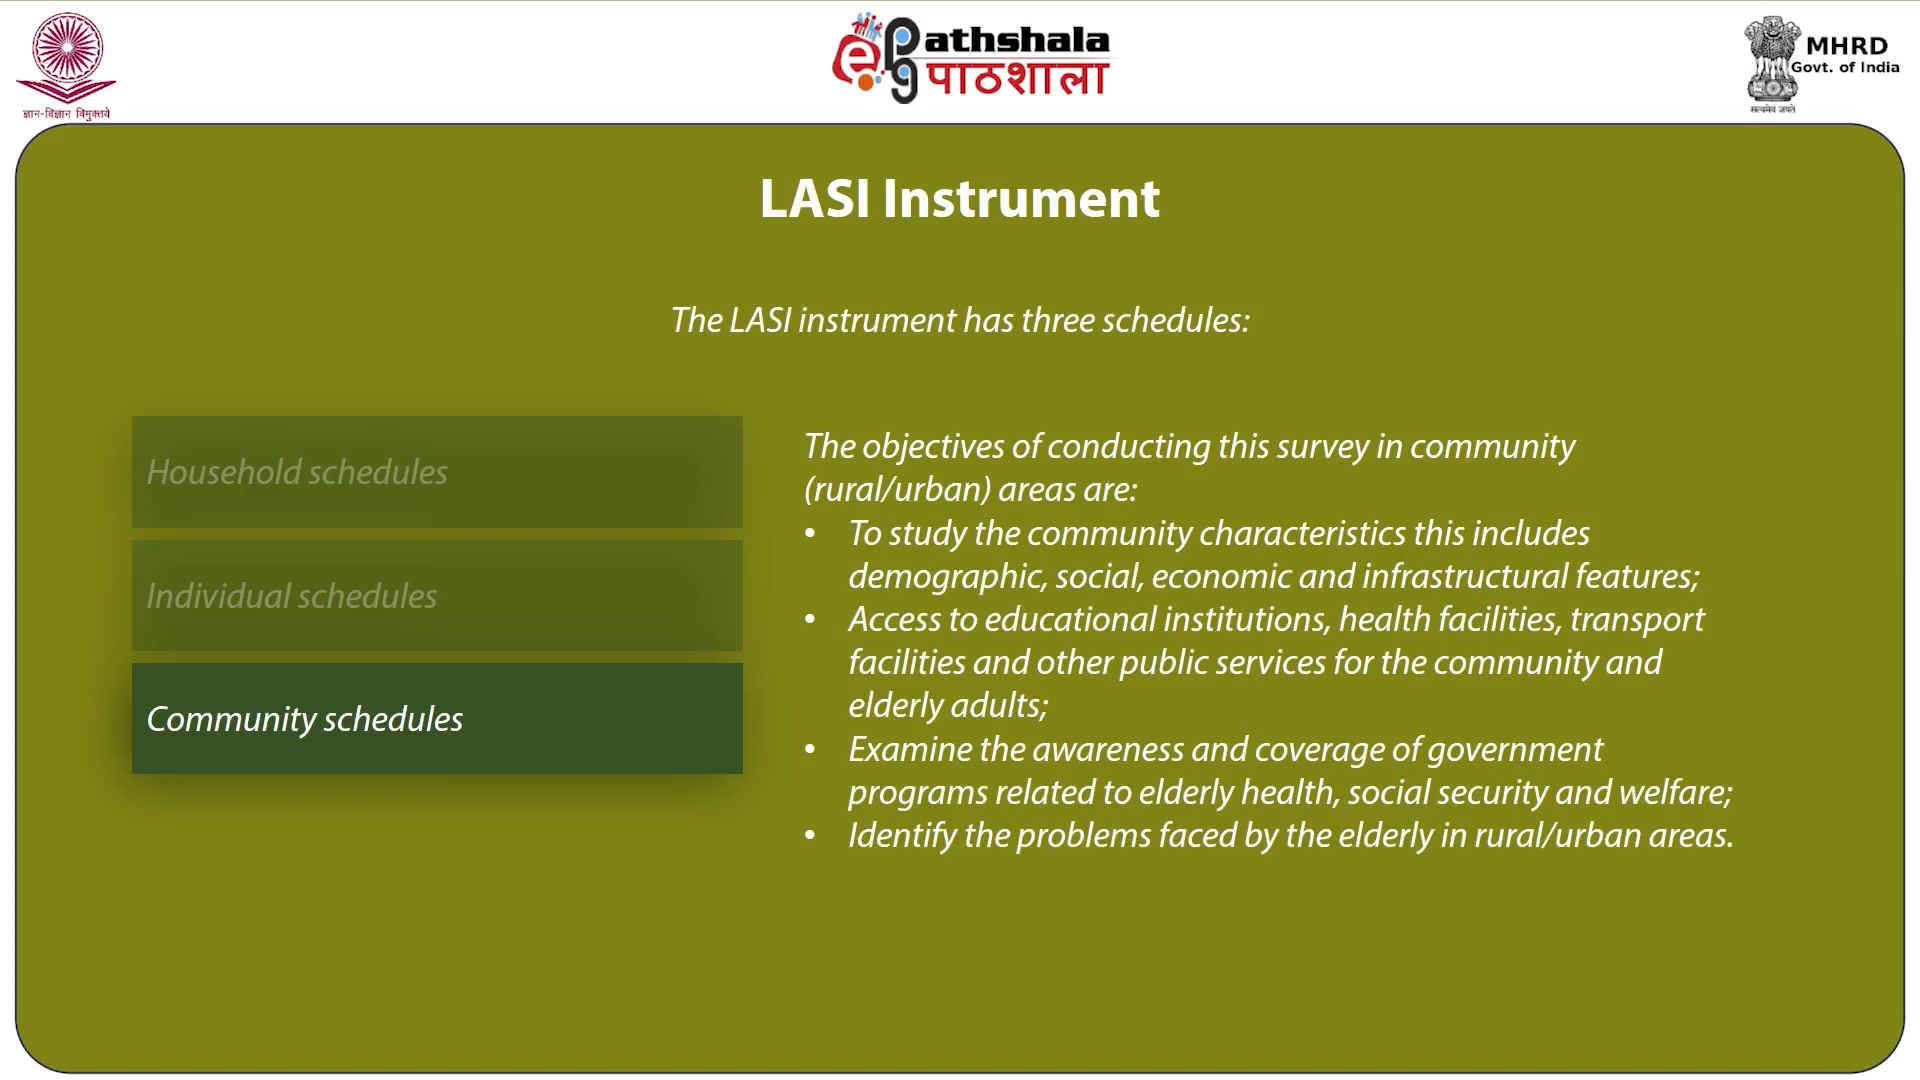 ज्ञान-विज्ञान विमुक्तये
e Pg athshala
पाठशाला
MHRD
Govt. of India
सत्यमेव जयते
LASI Instrument
The LASI instrument has three schedules:
Household schedules
Individual schedules
Community schedules
The objectives of conducting this survey in community
(rural/urban) areas are:
• To study the community characteristics this includes
demographic, social, economic and infrastructural features;
• Access to educational institutions, health facilities, transport
facilities and other public services for the community and
elderly adults;
• Examine the awareness and coverage of government
programs related to elderly health, social security and welfare;
• Identify the problems faced by the elderly in rural/urban areas.